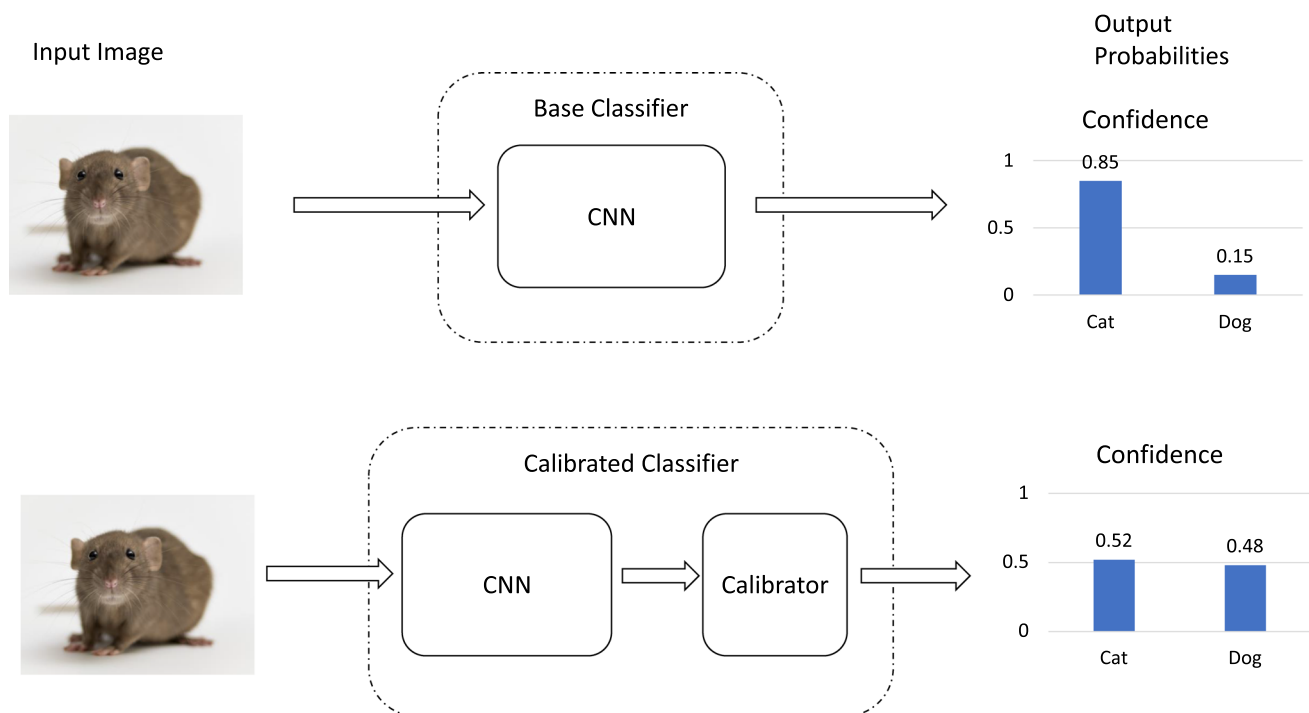 Input Image
Output
Probabilities
Base Classifier
CNN
Confidence
1
0.85
0.5
0.15
0
Cat
Dog
Calibrated Classifier
CNN
Calibrator
Confidence
1
0.52
0.48
0.5
0
Cat
Dog